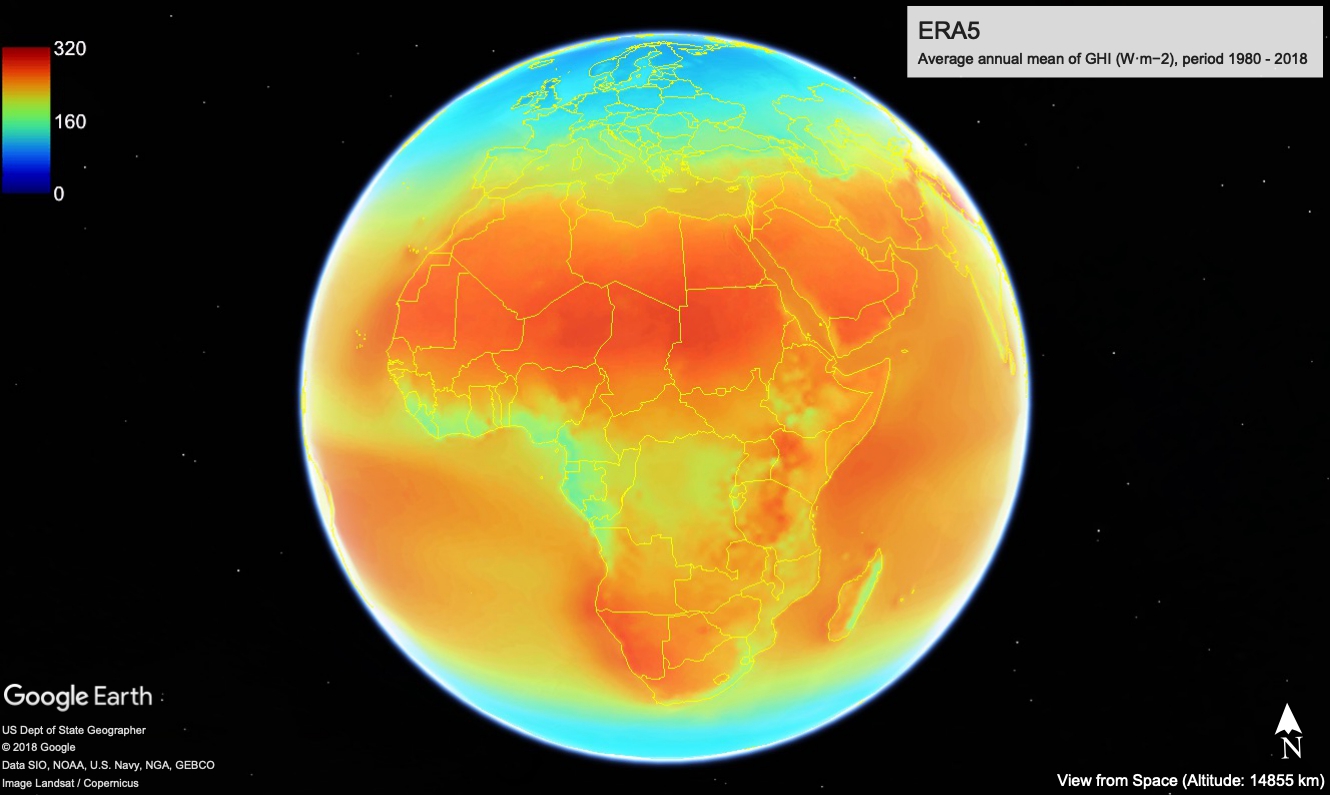 320
160
0
ERA5
Average annual mean of GHI (W·m−2), period 1980 - 2018
Google Earth
US Dept of State Geographer
© 2018 Google
Data SIO, NOAA, U.S. Navy, NGA, GEBCO
Image Landsat / Copernicus
N
View from Space (Altitude: 14855 km)